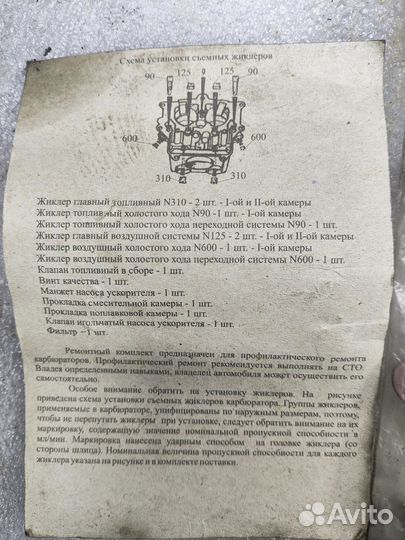 Схема установки съемных жиклеров
90 125 9 125 90
600 600
310 310
Жиклер главный топливный N310 - 2 шт. - I-ой и II-ой камеры
Жиклер топливный холостого хода N90 -1 шт. - I-ой камеры
Жиклер топливный холостого хода переходной системы N90 - 1 шт.
Жиклер главный воздушной системы N125 - 2 шт. - I-ой и II-ой камеры
Жиклер воздушный холостого хода N600 - 1 шт. - I-ой камеры
Жиклер воздушный холостого хода переходной системы N600 - 1 шт.
Клапан топливный в сборе - 1 шт.
Винт качества - 1 шт.
Манжет насоса ускорителя - 1 шт.
Прокладка смесительной камеры - 1 шт.
Прокладка поплавковой камеры - 1 шт.
Клапан игольчатый насоса ускорителя - 1 шт.
Фильтр - 1 шт.
Ремонтный комплект предназначен для профилактического ремонта
карбюраторов. Профилактический ремонт рекомендуется выполнять на СТО.
Владея определенными навыками, владелец автомобиля может осуществить его
самостоятельно.
Особое внимание обратить на установку жиклеров. На рисунке
приведена схема установки съемных жиклеров карбюратора. Группы жиклеров,
применяемые в карбюраторе, унифицированы по наружным размерам, поэтому,
чтобы не перепутать жиклеры при установке, следует обратить внимание на их
маркировку, содержащую значение номинальной пропускной способности в
мл/мин. Маркировка нанесена ударным способом на головке жиклера (со
стороны шлица). Номинальная величина пропускной способности для каждого
жиклера указана на рисунке и в комплекте поставки.
Avito